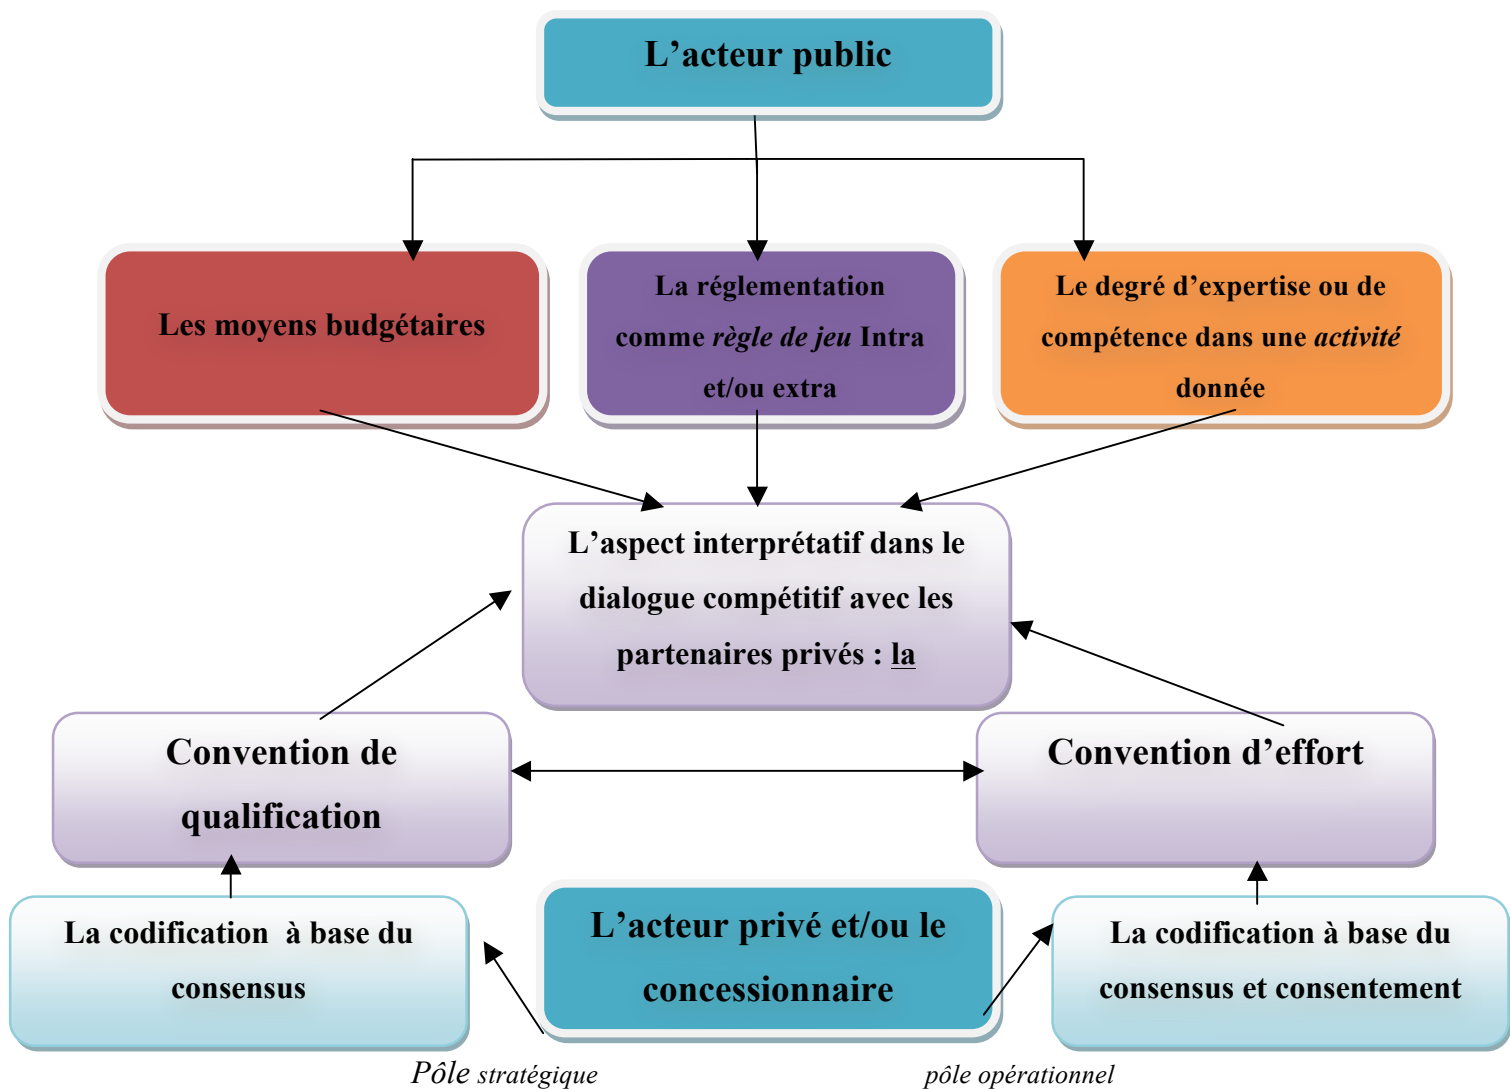 L’acteur public
Les moyens budgétaires
La réglementation
comme règle de jeu Intra
et/ou extra
Le degré d’expertise ou de
compétence dans une activité
donnée
L’aspect interprétatif dans le
dialogue compétitif avec les
partenaires privés : la
Convention de
qualification
Convention d’effort
La codification à base du
consensus
L’acteur privé et/ou le
concessionnaire
La codification à base du
consensus et consentement
Pôle stratégique
pôle opérationnel